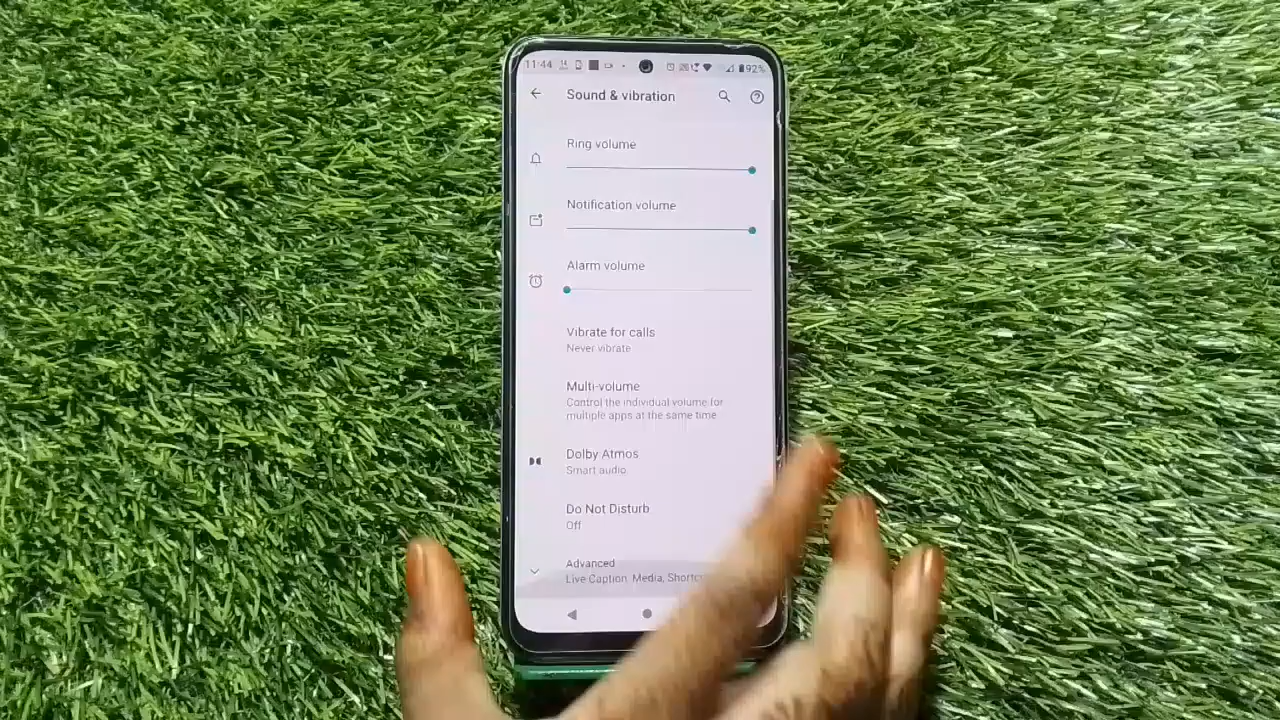 11:44 92%
Sound & vibration
Ring volume
Notification volume
Alarm volume
Vibrate for calls
Never vibrate
Multi-volume
Control the individual volume for
multiple apps at the same time
Dolby Atmos
Smart audio
Do Not Disturb
Off
Advanced
Live Caption, Media,